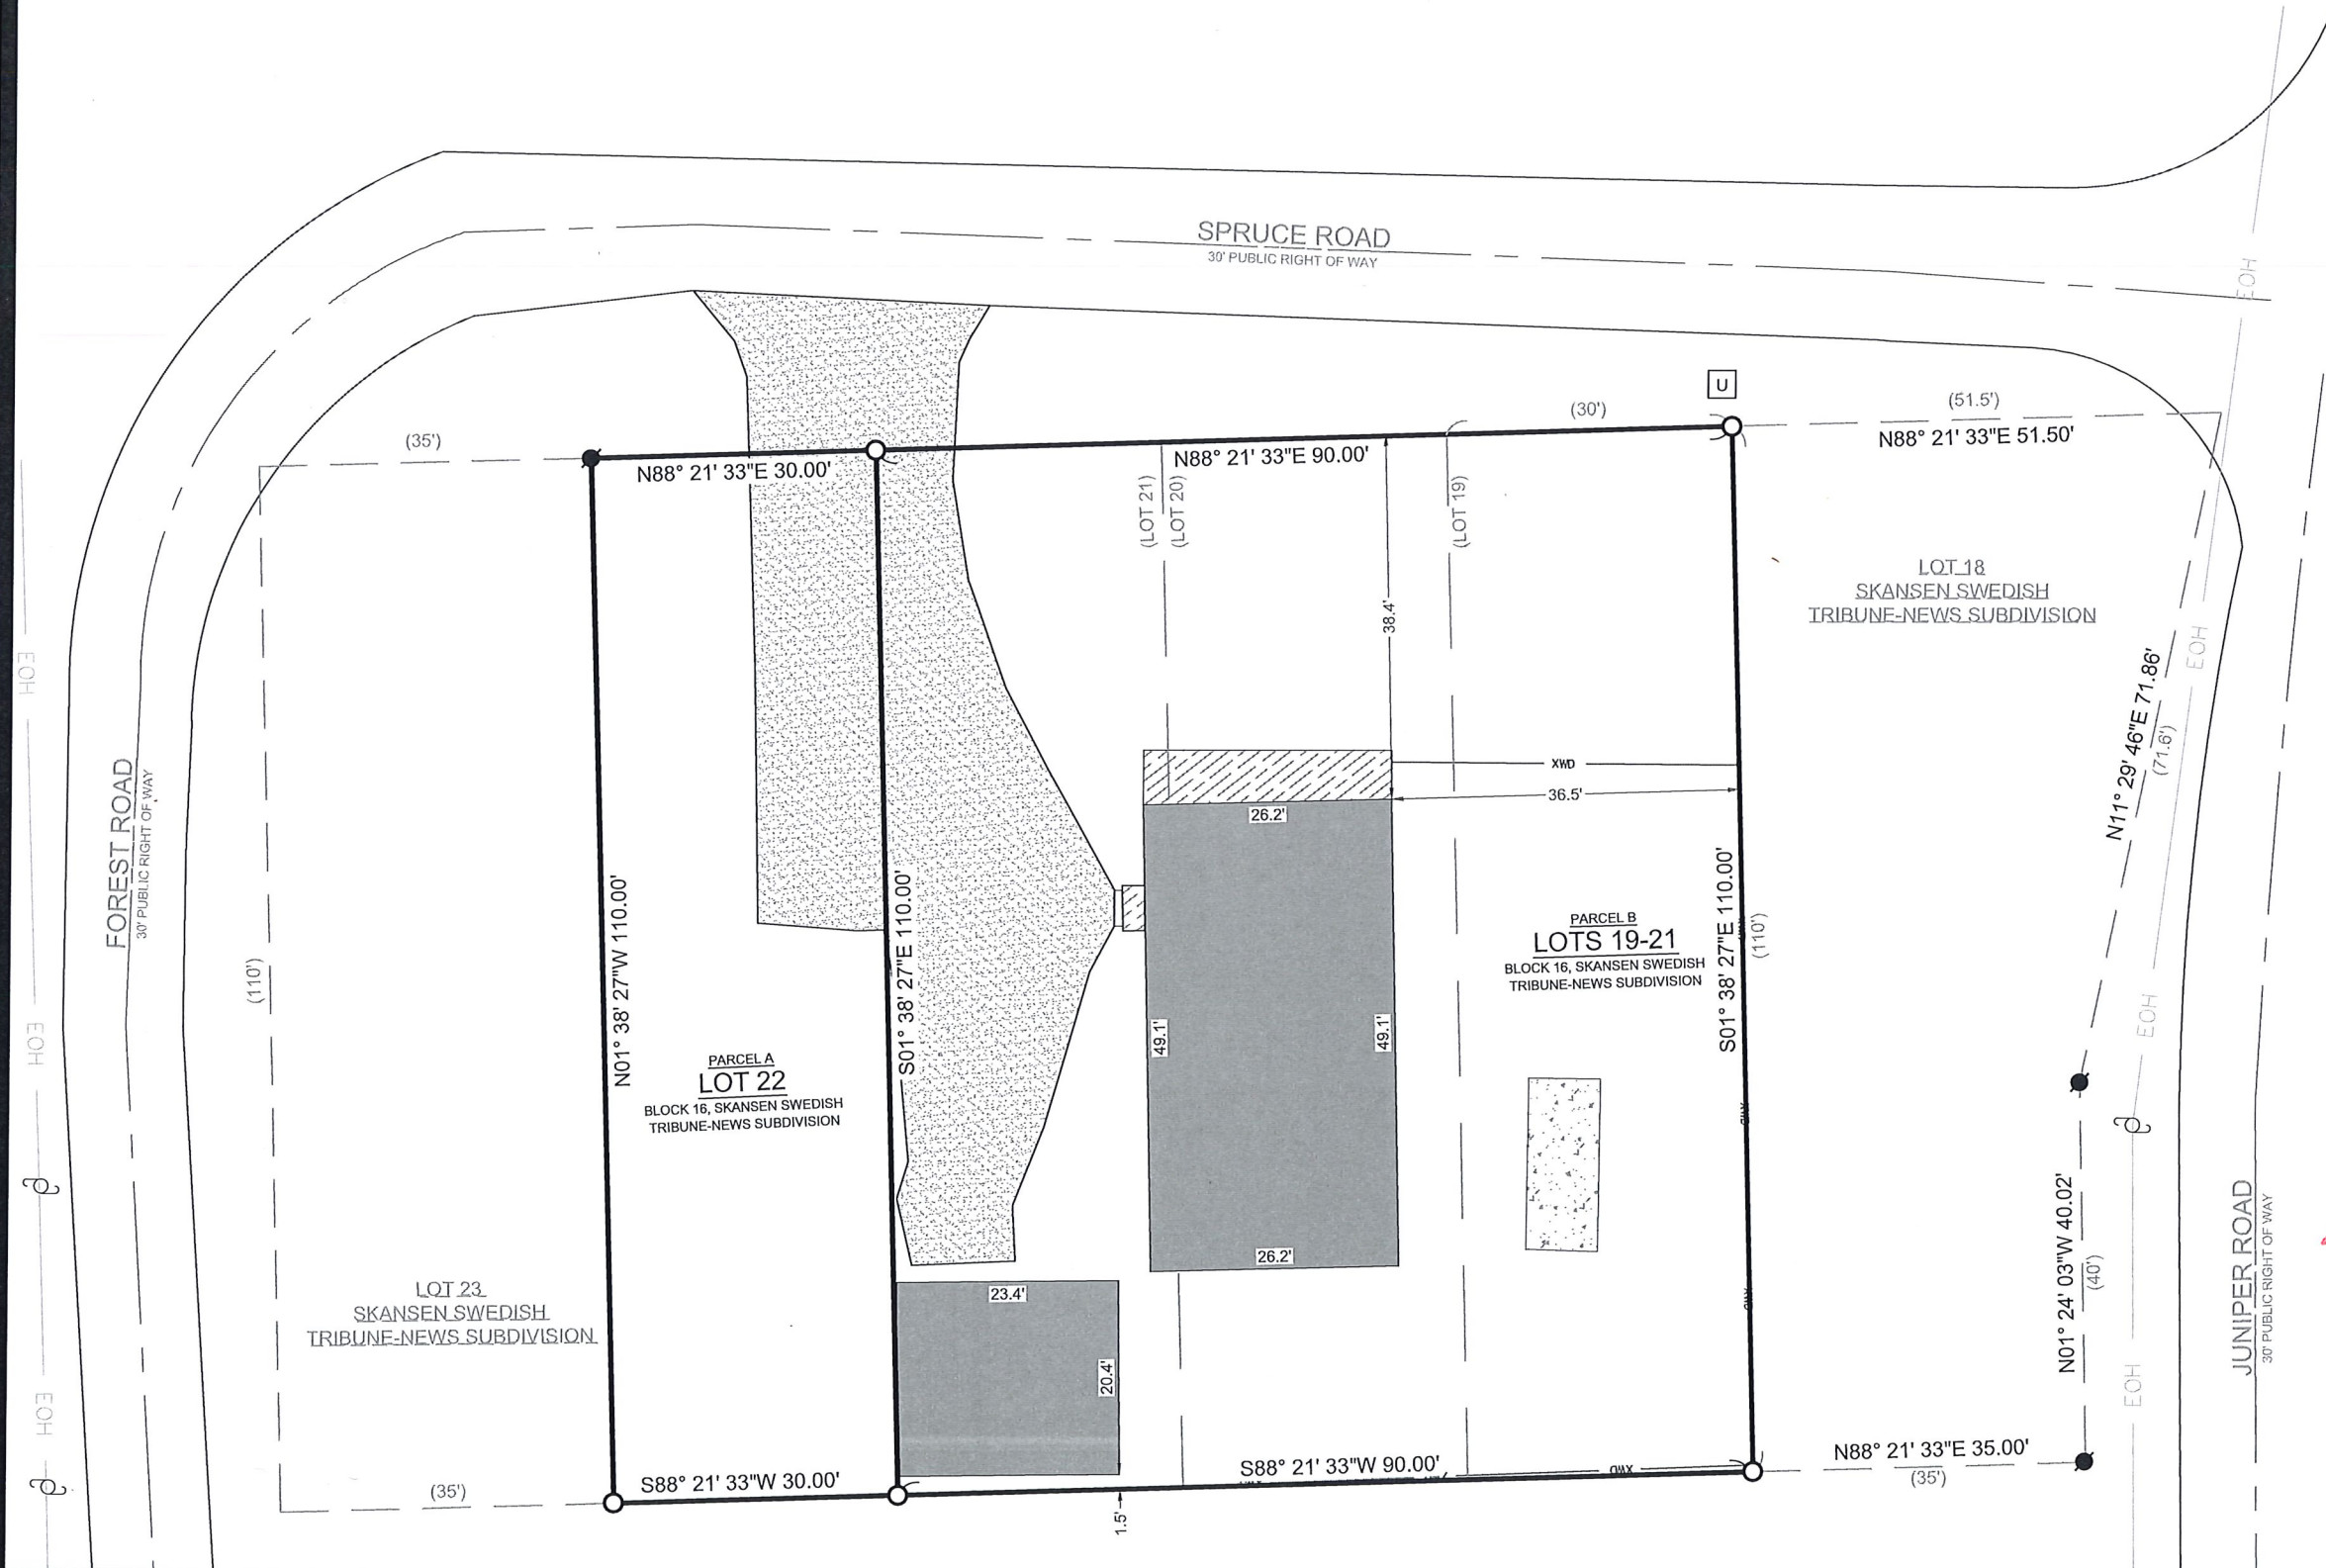 SPRUCE ROAD
30' PUBLIC RIGHT OF WAY
EOH
U
(35')
(30')
(51.5')
N88° 21' 33"E 30.00'
N88° 21' 33"E 90.00'
N88° 21' 33"E 51.50'
(LOT 21)
(LOT 20)
(LOT 19)
38.4'
LOT 18
SKANSEN SWEDISH
TRIBUNE-NEWS SUBDIVISION
EOH
EOH
N11° 29' 46"E 71.86'
(71.6')
FOREST ROAD
30' PUBLIC RIGHT OF WAY
XWD
36.5'
26.2'
(110')
N01° 38' 27"W 110.00'
S01° 38' 27"E 110.00'
49.1'
49.1'
PARCEL B
LOTS 19-21
BLOCK 16, SKANSEN SWEDISH
TRIBUNE-NEWS SUBDIVISION
S01° 38' 27"E 110.00'
(110')
EOH
EOH
PARCEL A
LOT 22
BLOCK 16, SKANSEN SWEDISH
TRIBUNE-NEWS SUBDIVISION
26.2'
LOT 23
SKANSEN SWEDISH
TRIBUNE-NEWS SUBDIVISION
23.4'
20.4'
N01° 24' 03"W 40.02'
(40')
JUNIPER ROAD
30' PUBLIC RIGHT OF WAY
EOH
EOH
(35')
S88° 21' 33"W 30.00'
S88° 21' 33"W 90.00'
XWD
N88° 21' 33"E 35.00'
(35')
1.5'